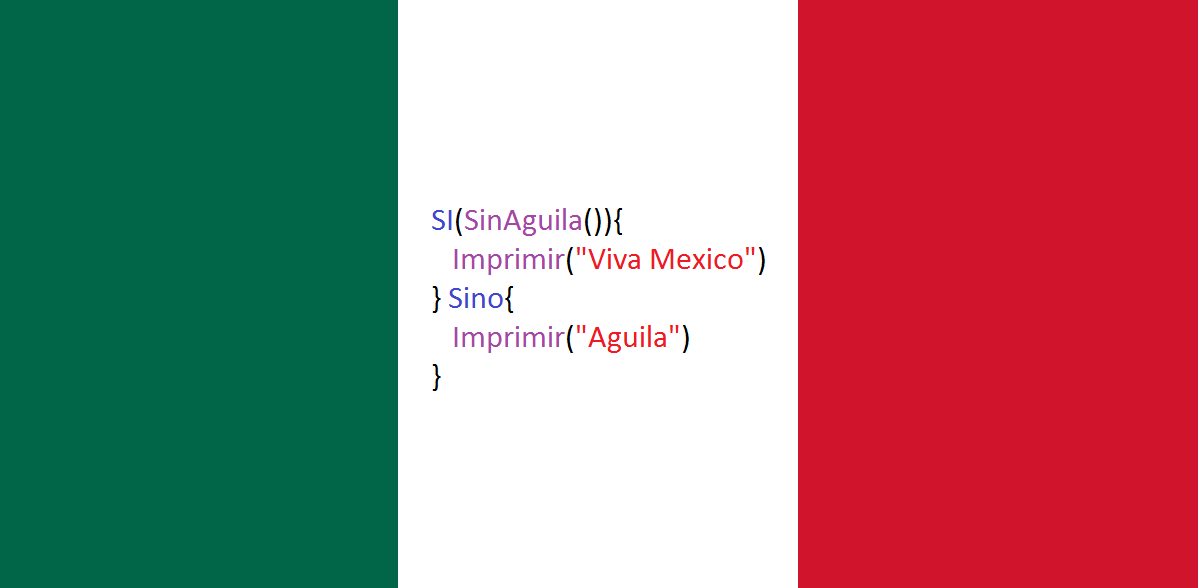 SI(SinAguila()){
Imprimir("Viva Mexico")
} Sino{
Imprimir("Aguila")
}